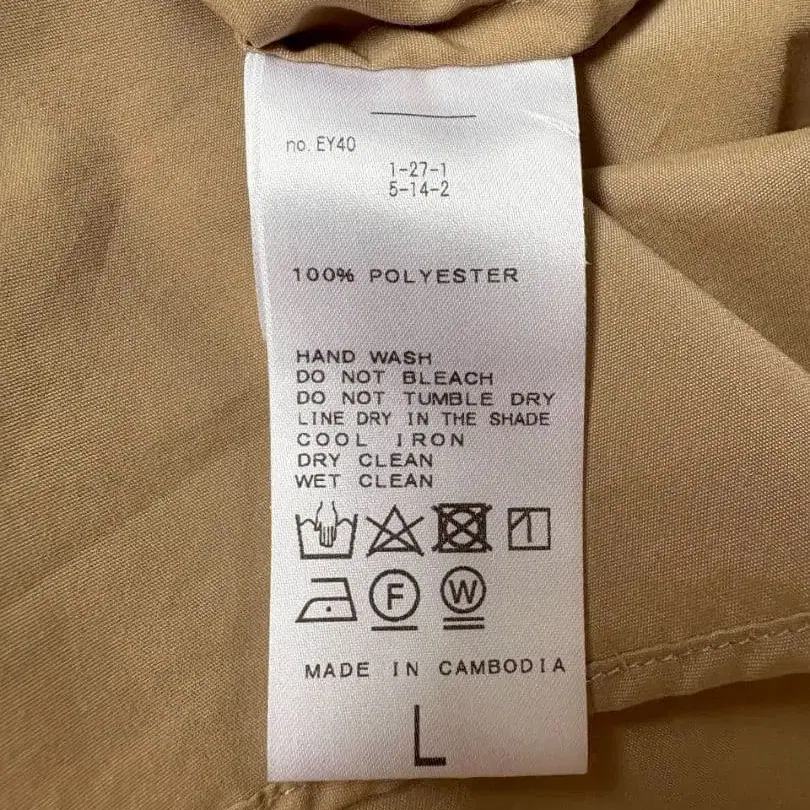 no. EY40
1-27-1
5-14-2
100% POLYESTER
HAND WASH
DO NOT BLEACH
DO NOT TUMBLE DRY
LINE DRY IN THE SHADE
COOL IRON
DRY CLEAN
WET CLEAN
F W
MADE IN CAMBODIA
L